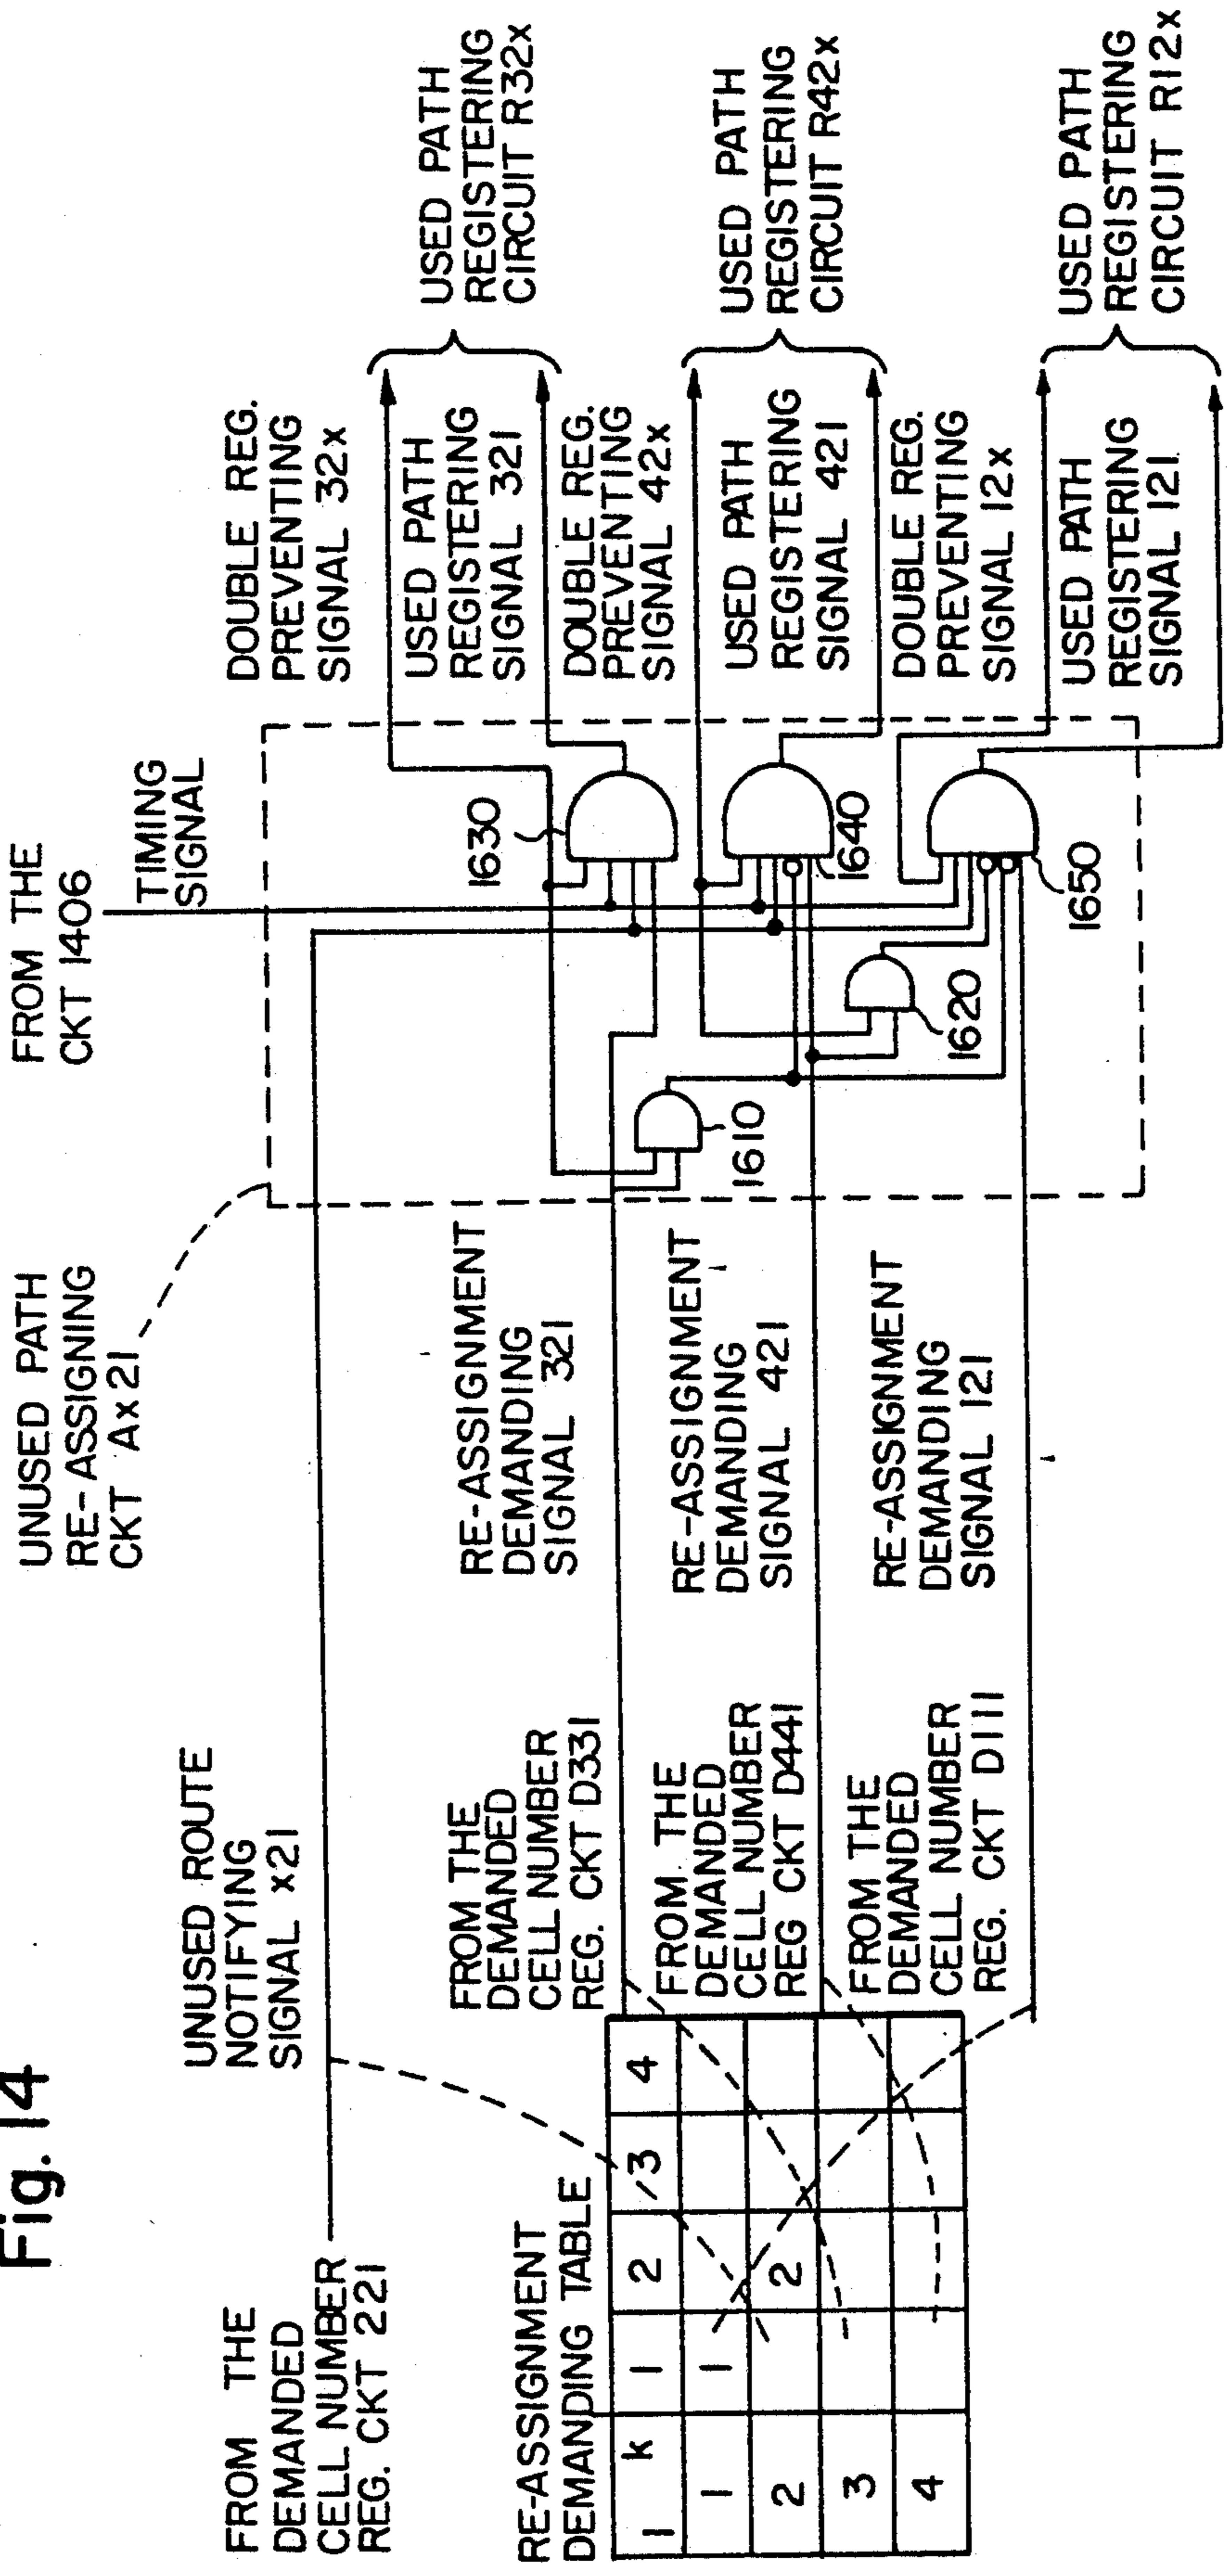 Fig. 14
FROM THE
CKT 1406
TIMING
SIGNAL
UNUSED PATH
RE-ASSIGNING
CKT Ax21
UNUSED ROUTE
NOTIFYING
SIGNAL x21
FROM THE
DEMANDED
CELL NUMBER
REG. CKT 221
RE-ASSIGNMENT
DEMANDING TABLE
l k 1 2 3 4
1 1
2 2
3
4
FROM THE
DEMANDED
CELL NUMBER
REG. CKT D331
FROM THE
DEMANDED
CELL NUMBER
REG CKT D441
FROM THE
DEMANDED
CELL NUMBER
REG. CKT D111
RE-ASSIGNMENT
DEMANDING
SIGNAL 321
RE-ASSIGNMENT
DEMANDING
SIGNAL 421
RE-ASSIGNMENT
DEMANDING
SIGNAL 121
1610
1620
1630
1640
1650
DOUBLE REG.
PREVENTING
SIGNAL 32x
USED PATH
REGISTERING
SIGNAL 321
DOUBLE REG.
PREVENTING
SIGNAL 42x
USED PATH
REGISTERING
SIGNAL 421
DOUBLE REG.
PREVENTING
SIGNAL 12x
USED PATH
REGISTERING
SIGNAL 121
USED PATH
REGISTERING
CIRCUIT R32x
USED PATH
REGISTERING
CIRCUIT R42x
USED PATH
REGISTERING
CIRCUIT R12x